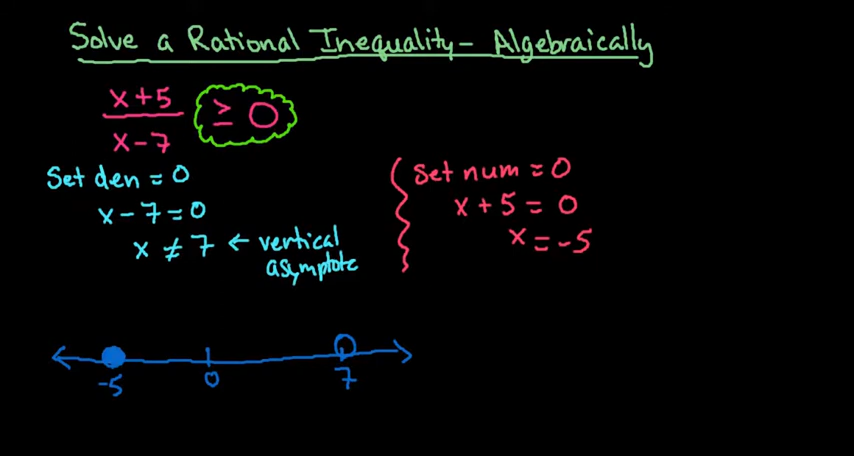 Solve a Rational Inequality - Algebraically
x+5
x-7
≥ 0
Set den = 0
x - 7 = 0
x ≠ 7 ← vertical
asymptote
Set num = 0
x + 5 = 0
x = -5
-5 0 7